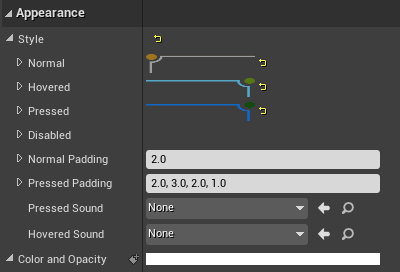 Appearance
Style
Normal
Hovered
Pressed
Disabled
Normal Padding 2.0
Pressed Padding 2.0, 3.0, 2.0, 1.0
Pressed Sound None
Hovered Sound None
Color and Opacity